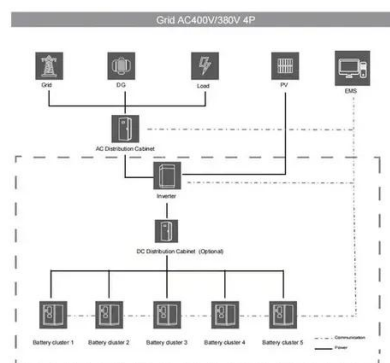 Grid AC400V/380V 4P
Grid
DG
Load
PV
EMS
AC Distribution Cabinet
Inverter
DC Distribution Cabinet (Optional)
Battery cluster 1
Battery cluster 2
Battery cluster 3
Battery cluster 4
Battery cluster 5
Communication
Power